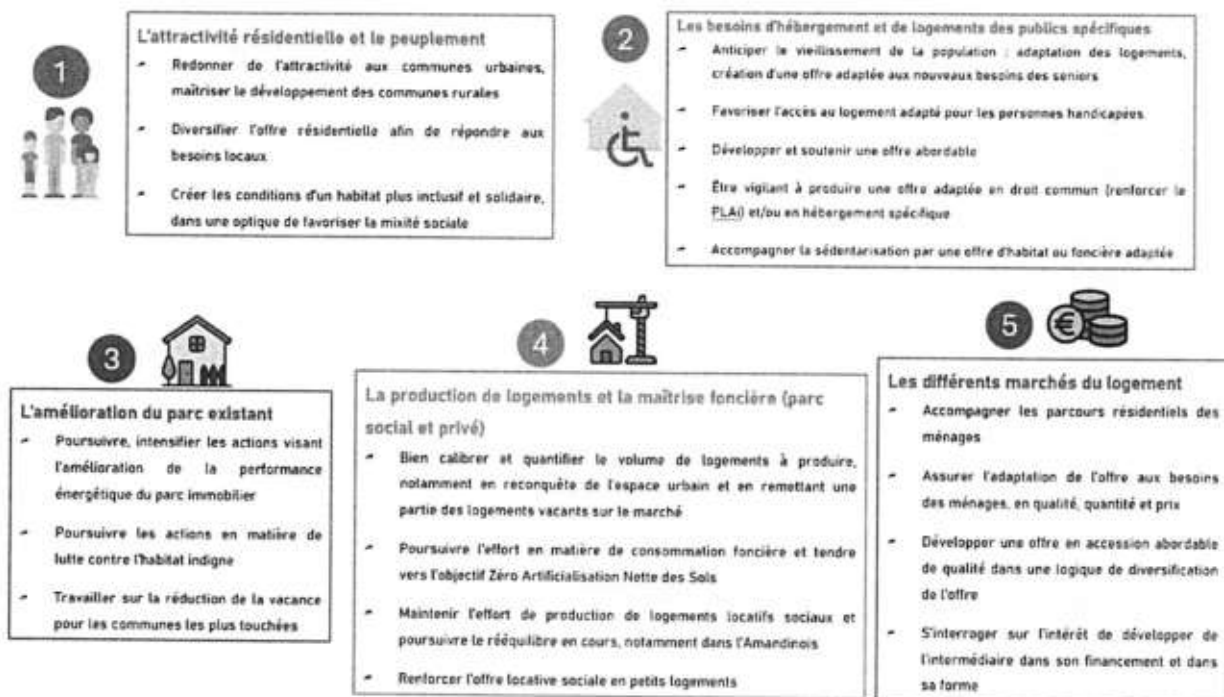 1
L'attractivité résidentielle et le peuplement
- Redonner de l'attractivité aux communes urbaines,
maîtriser le développement des communes rurales
- Diversifier l'offre résidentielle afin de répondre aux
besoins locaux
- Créer les conditions d'un habitat plus inclusif et solidaire,
dans une optique de favoriser la mixité sociale
2
Les besoins d'hébergement et de logements des publics spécifiques
- Anticiper le vieillissement de la population : adaptation des logements,
création d'une offre adaptée aux nouveaux besoins des seniors
- Favoriser l'accès au logement adapté pour les personnes handicapées
- Développer et soutenir une offre abordable
- Être vigilant à produire une offre adaptée en droit commun (renforcer le
PLAi) et/ou en hébergement spécifique
- Accompagner la sédentarisation par une offre d'habitat ou foncière adaptée
3
L'amélioration du parc existant
- Poursuivre, intensifier les actions visant
l'amélioration de la performance
énergétique du parc immobilier
- Poursuivre les actions en matière de
lutte contre l'habitat indigne
- Travailler sur la réduction de la vacance
pour les communes les plus touchées
4
La production de logements et la maîtrise foncière (parc
social et privé)
- Bien calibrer et quantifier le volume de logements à produire,
notamment en reconquête de l'espace urbain et en remettant une
partie des logements vacants sur le marché
- Poursuivre l'effort en matière de consommation foncière et tendre
vers l'objectif Zéro Artificialisation Nette des Sols
- Maintenir l'effort de production de logements locatifs sociaux et
poursuivre le rééquilibre en cours, notamment dans l'Amandinois
- Renforcer l'offre locative sociale en petits logements
5
€
Les différents marchés du logement
- Accompagner les parcours résidentiels des
ménages
- Assurer l'adaptation de l'offre aux besoins
des ménages, en qualité, quantité et prix
- Développer une offre en accession abordable
de qualité dans une logique de diversification
de l'offre
- S'interroger sur l'intérêt de développer de
l'intermédiaire dans son financement et dans
sa forme